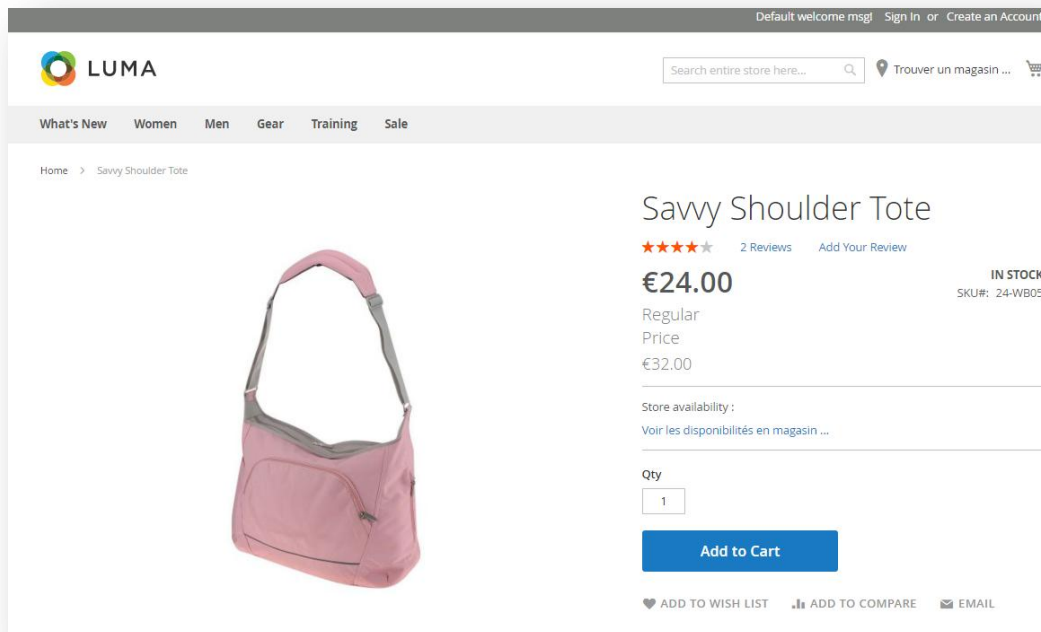 Default welcome msg! Sign In or Create an Account
LUMA
Search entire store here...
Trouver un magasin ...
What's New Women Men Gear Training Sale
Home > Savvy Shoulder Tote
Savvy Shoulder Tote
2 Reviews Add Your Review
€24.00
IN STOCK
SKU#: 24-WB05
Regular
Price
€32.00
Store availability :
Voir les disponibilités en magasin ...
Qty
1
Add to Cart
ADD TO WISH LIST ADD TO COMPARE EMAIL